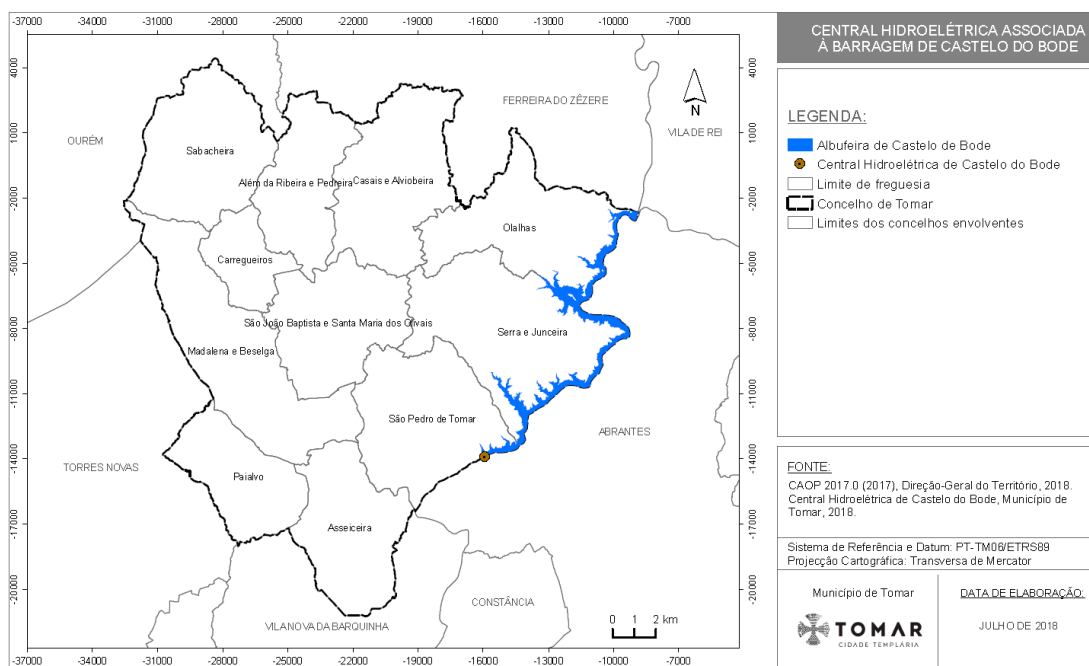 -37000 -34000 -31000 -28000 -25000 -22000 -19000 -16000 -13000 -10000 -7000
4000 4000
1000 1000
-2000 -2000
-5000 -5000
-8000 -8000
-11000 -11000
-14000 -14000
-17000 -17000
-20000 -20000
FERREIRA DO ZÊZERE
N
VILA DE REI
OURÉM
Sabacheira
Além da Ribeira e Pedreira
Casais e Alviobeira
Olalhas
Carregueiros
São João Baptista e Santa Maria dos Olivais
Serra e Junceira
Madalena e Beselga
São Pedro de Tomar
ABRANTES
TORRES NOVAS
Paialvo
Asseiceira
CONSTÂNCIA
VILA NOVA DA BARQUINHA
0 1 2 km
-37000 -34000 -31000 -28000 -25000 -22000 -19000 -16000 -13000 -10000 -7000
CENTRAL HIDROELÉTRICA ASSOCIADA
À BARRAGEM DE CASTELO DO BODE
LEGENDA:
Albufeira de Castelo de Bode
Central Hidroelétrica de Castelo do Bode
Limite de freguesia
Concelho de Tomar
Limites dos concelhos envolventes
FONTE:
CAOP 2017.0 (2017), Direção-Geral do Território, 2018.
Central Hidroelétrica de Castelo do Bode, Município de
Tomar, 2018.
Sistema de Referência e Datum: PT-TM06/ETRS89
Projecção Cartográfica: Transversa de Mercator
Município de Tomar
TOMAR
CIDADE TEMPLÁRIA
DATA DE ELABORAÇÃO:
JULHO DE 2018